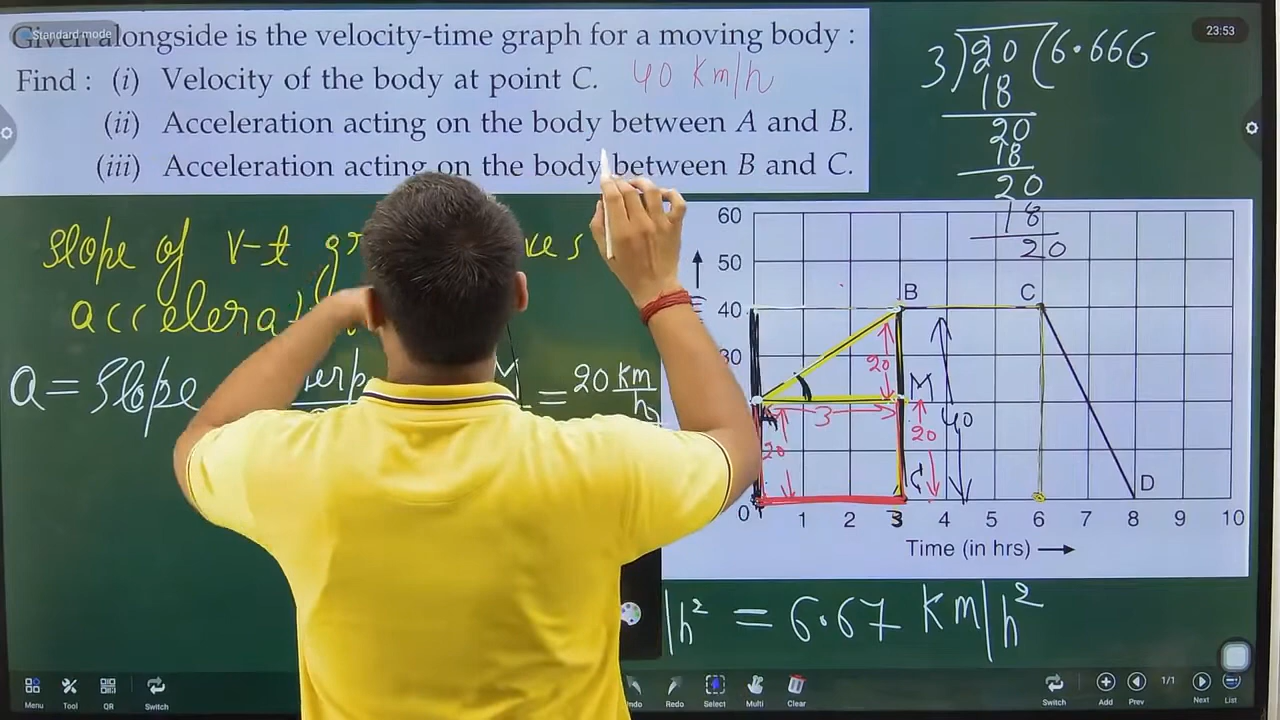 Standard mode
23:53
Given alongside is the velocity-time graph for a moving body :
Find : (i) Velocity of the body at point C. 40 Km/h
(ii) Acceleration acting on the body between A and B.
(iii) Acceleration acting on the body between B and C.
3)20(6.666
18
20
18
20
18
20
Slope of v-t
a = Slope
= 20 km
60
50
40
30
B
C
20
M
3
40
20
20
D
0
1
2
3
4
5
6
7
8
9
10
Time (in hrs)
/h² = 6.67 Km/h²
Menu
Tool
QR
Switch
Redo
Select
Multi
Clear
Switch
Add
Prev
1/1
Next
List